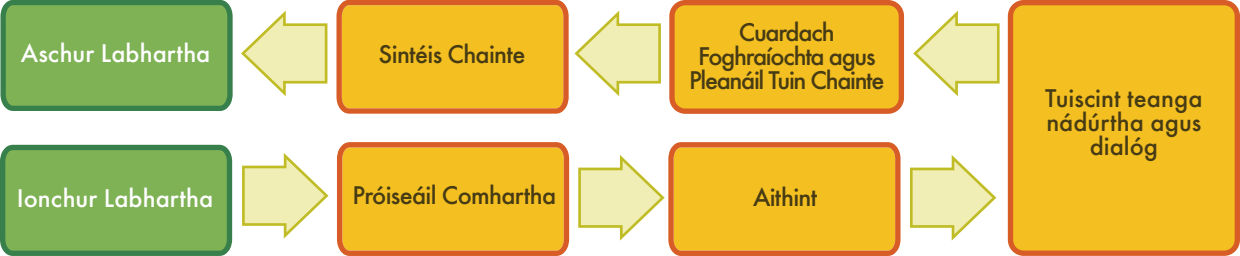 Aschur Labhartha
Sintéis Chainte
Cuardach
Foghraíochta agus
Pleanáil Tuin Chainte
Tuiscint teanga
nádúrtha agus
dialóg
Ionchur Labhartha
Próiseáil Comhartha
Aithint